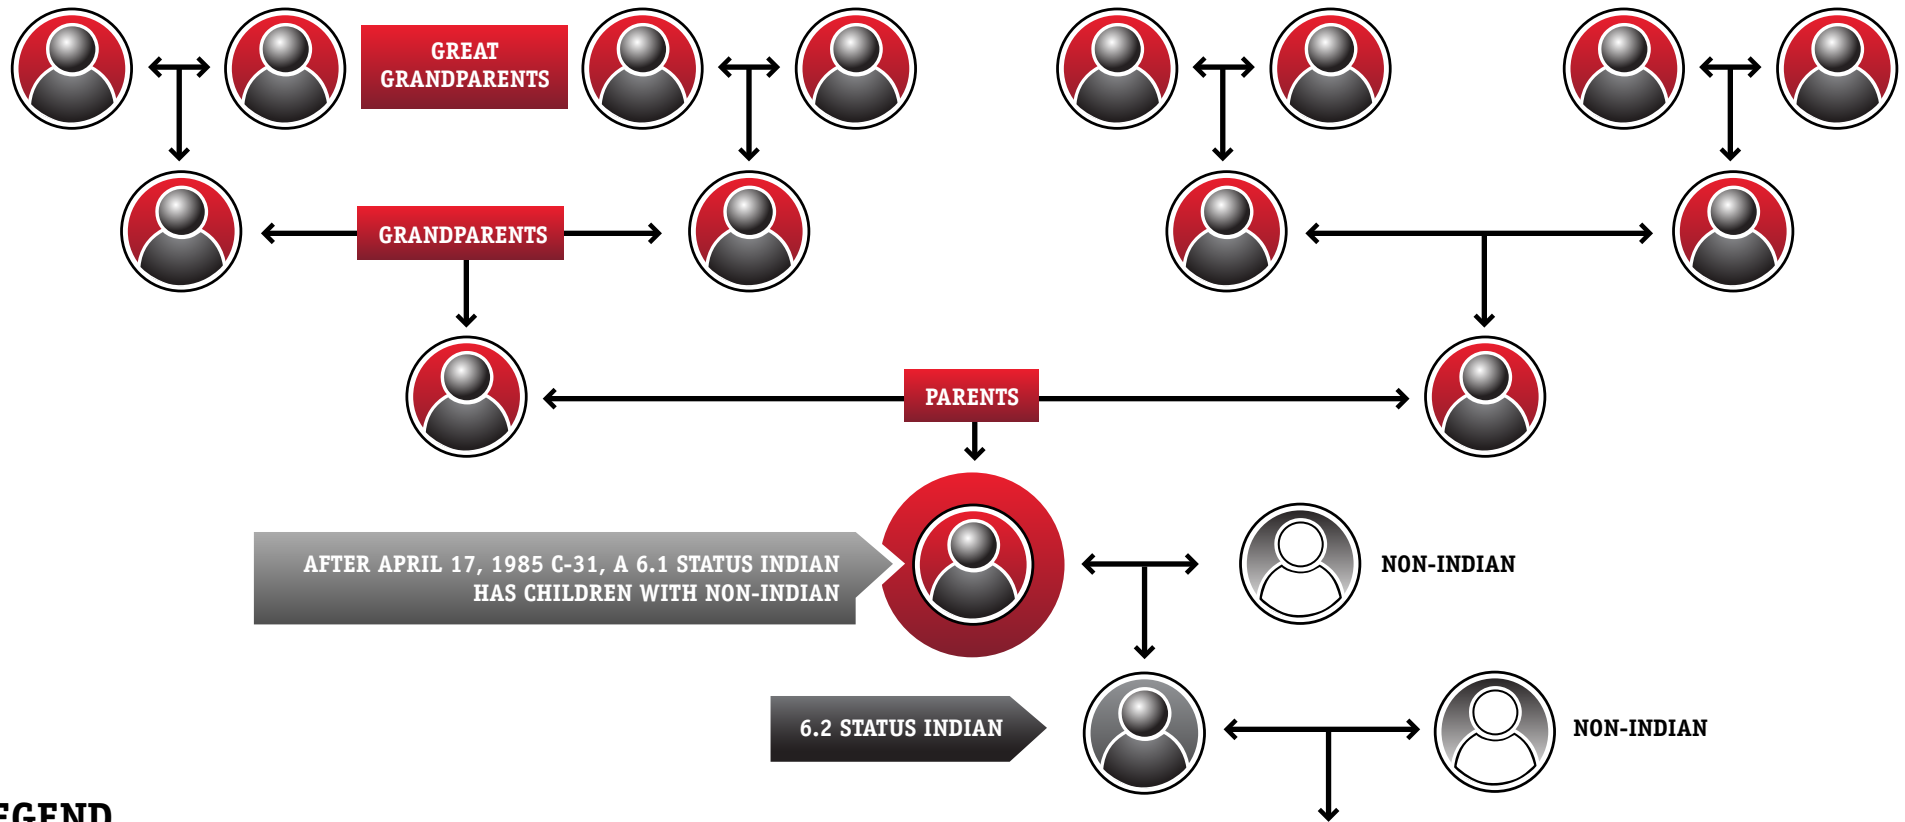 GREAT
GRANDPARENTS
GRANDPARENTS
PARENTS
AFTER APRIL 17, 1985 C-31, A 6.1 STATUS INDIAN
HAS CHILDREN WITH NON-INDIAN
NON-INDIAN
6.2 STATUS INDIAN
NON-INDIAN
EGEND